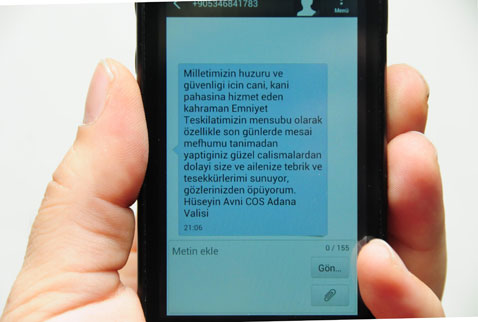 +905346841783
Menü
Milletimizin huzuru ve
güvenligi icin cani, kani
pahasina hizmet eden
kahraman Emniyet
Teskilatimizin mensubu olarak
özellikle son günlerde mesai
mefhumu tanimadan
yaptiginiz güzel calismalardan
dolayi size ve ailenize tebrik ve
tesekkürlerimi sunuyor,
gözlerinizden öpüyorum.
Hüseyin Avni COS Adana
Valisi
21:06
Metin ekle
0 / 155
Gön...